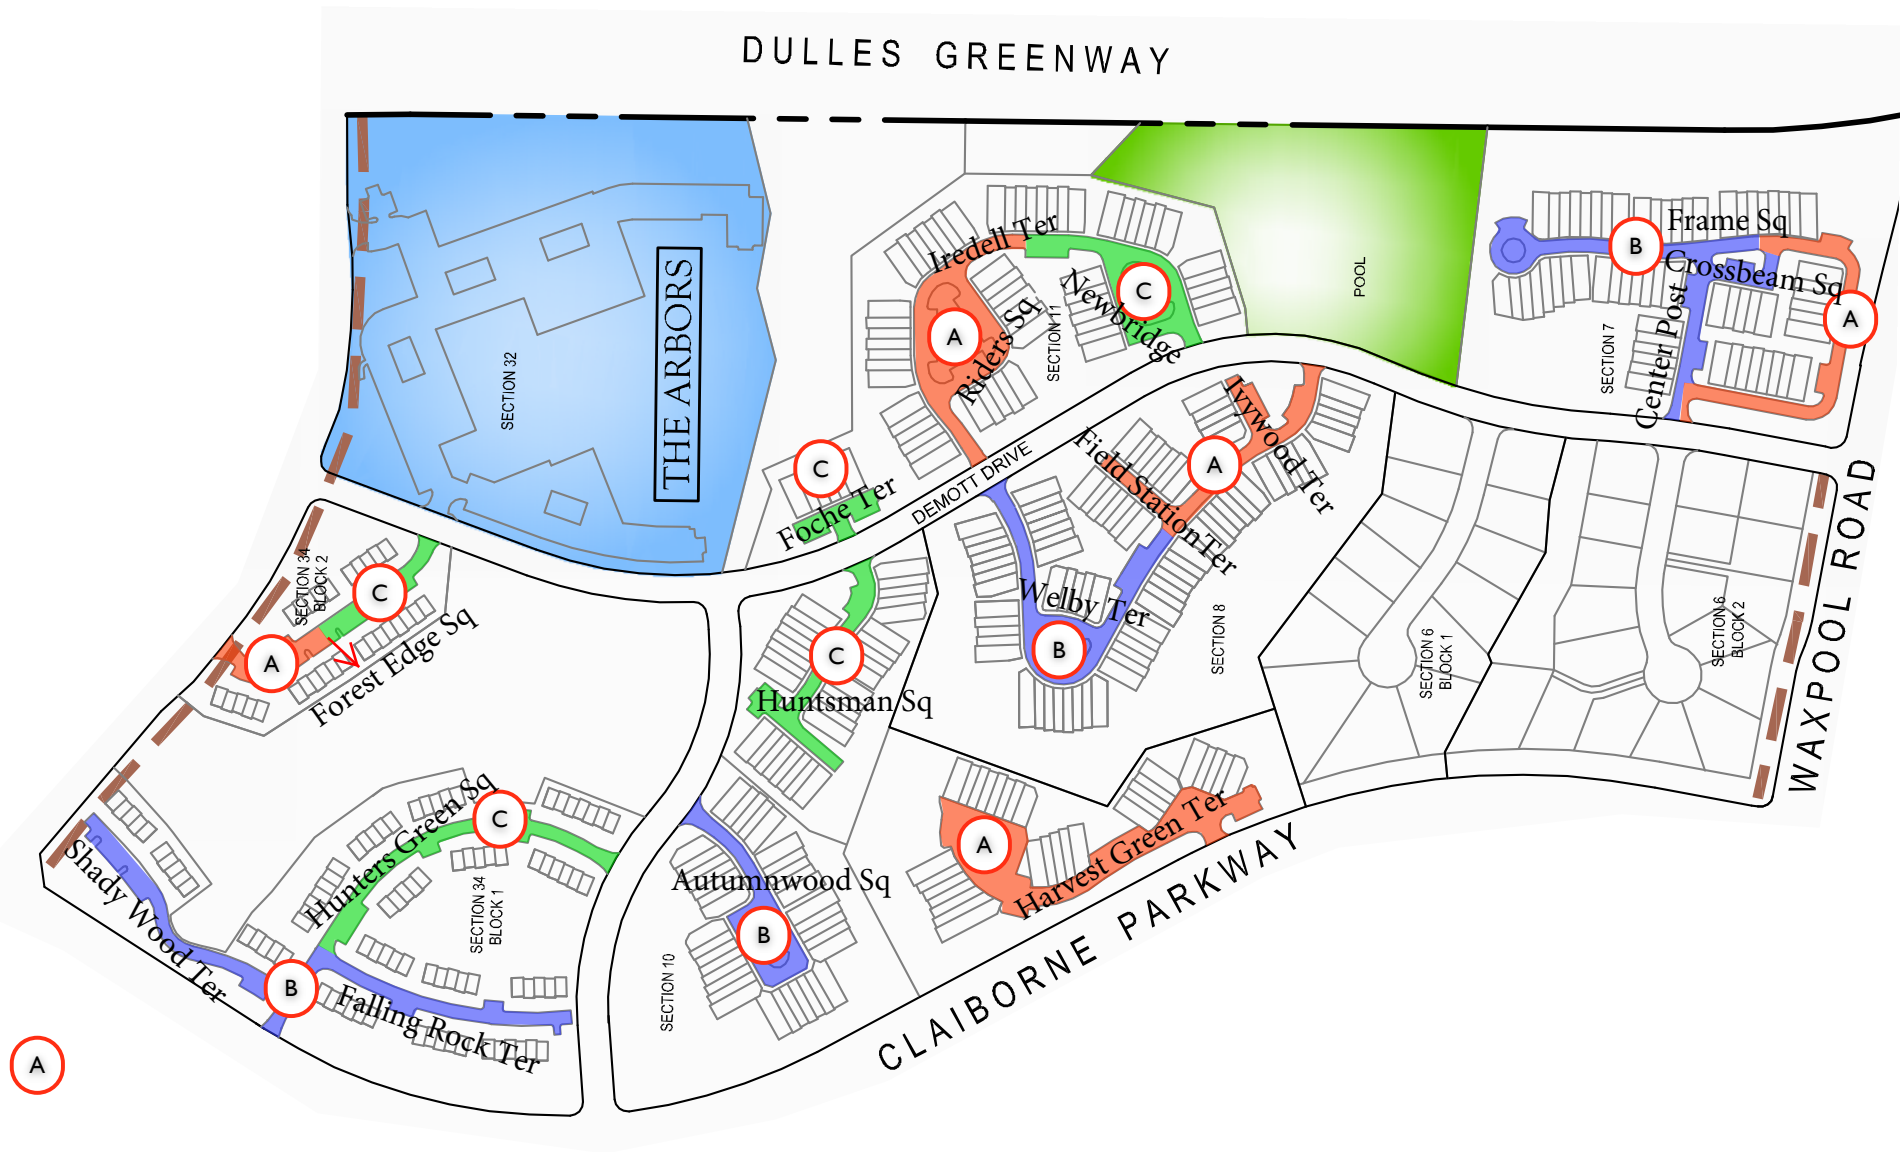 DULLES GREENWAY
THE ARBORS
SECTION 32
Iredell Ter
Newbridge
C
A
Riders Sq
SECTION 11
POOL
Frame Sq
B
Crossbeam Sq
A
Center Post
SECTION 7
C
Foche Ter
DEMOTT DRIVE
Ivywood Ter
Field Station Ter
A
Welby Ter
B
SECTION 8
SECTION 6
BLOCK 1
SECTION 6
BLOCK 2
WAXPOOL ROAD
SECTION 34
BLOCK 2
C
A
Forest Edge Sq
C
Huntsman Sq
Hunters Green Sq
C
SECTION 34
BLOCK 1
Shady Wood Ter
B
Falling Rock Ter
Autumnwood Sq
B
SECTION 10
A
Harvest Green Ter
CLAIBORNE PARKWAY
A